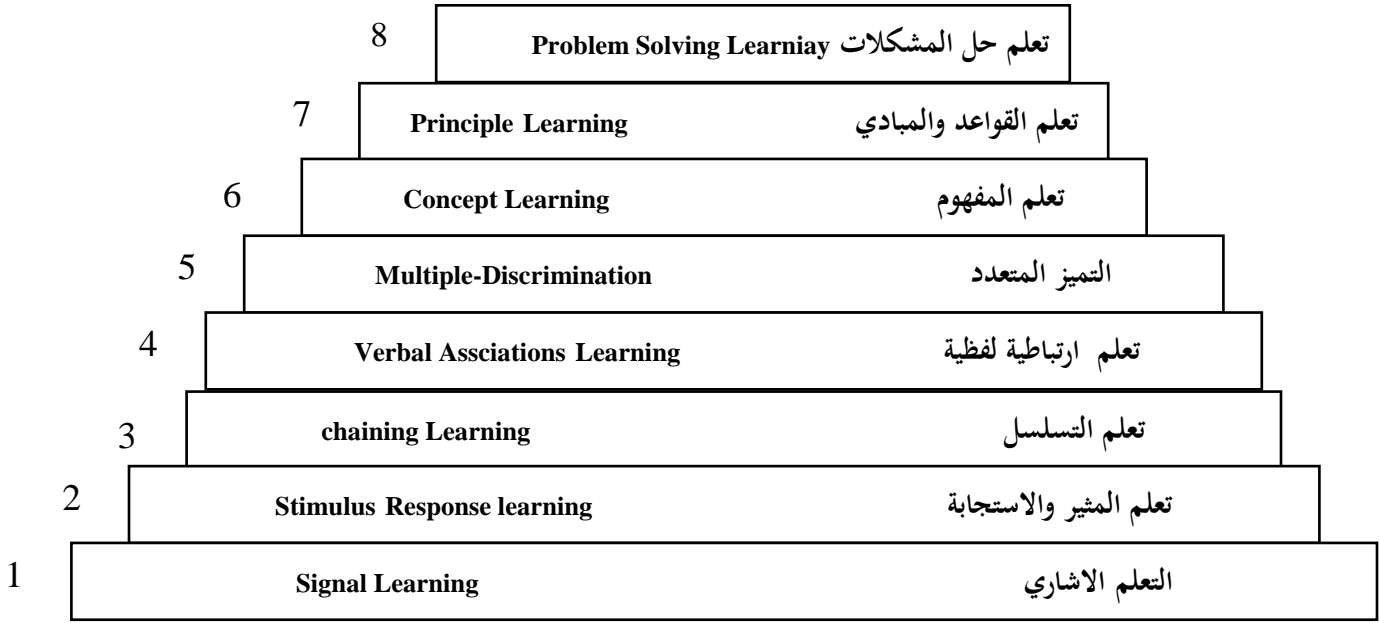 8 Problem Solving Learniay تعلم حل المشكلات
7 Principle Learning تعلم القواعد والمبادي
6 Concept Learning تعلم المفهوم
5 Multiple-Discrimination التميز المتعدد
4 Verbal Assciations Learning تعلم ارتباطية لفظية
3 chaining Learning تعلم التسلسل
2 Stimulus Response learning تعلم المثير والاستجابة
1 Signal Learning التعلم الاشاري